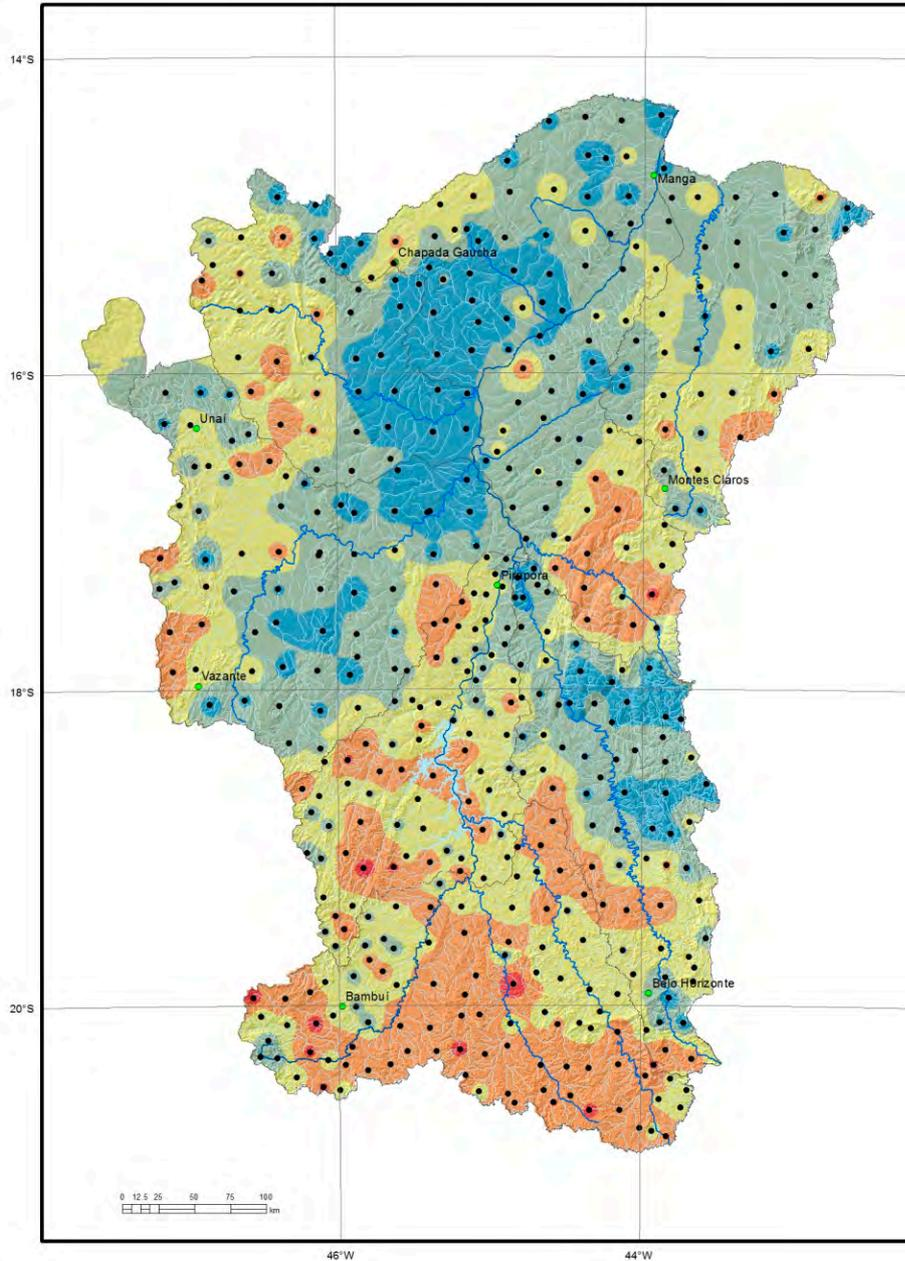 14°S
Manga
Chapada Gaucha
16°S
Unaí
Montes Claros
Pirapora
Vazante
18°S
20°S
Belo Horizonte
Bambuí
0 12.5 25 50 75 100
km
46°W 44°W